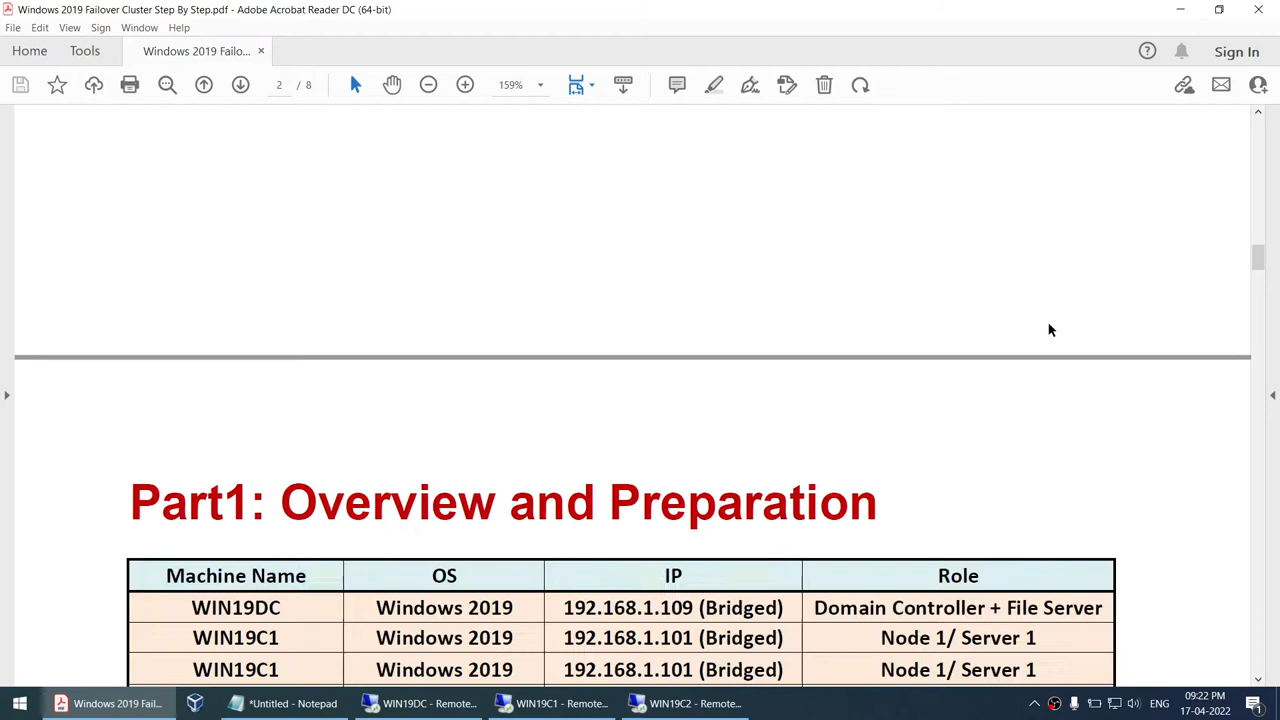 Windows 2019 Failover Cluster Step By Step.pdf - Adobe Acrobat Reader DC (64-bit)
File Edit View Sign Window Help
Home Tools Windows 2019 Failo... × Sign In
2 / 8 159%
Part1: Overview and Preparation
Machine Name OS IP Role
WIN19DC Windows 2019 192.168.1.109 (Bridged) Domain Controller + File Server
WIN19C1 Windows 2019 192.168.1.101 (Bridged) Node 1/ Server 1
WIN19C1 Windows 2019 192.168.1.101 (Bridged) Node 1/ Server 1
Windows 2019 Fail... *Untitled - Notepad WIN19DC - Remote... WIN19C1 - Remote... WIN19C2 - Remote... ENG 09:22 PM
17-04-2022 1